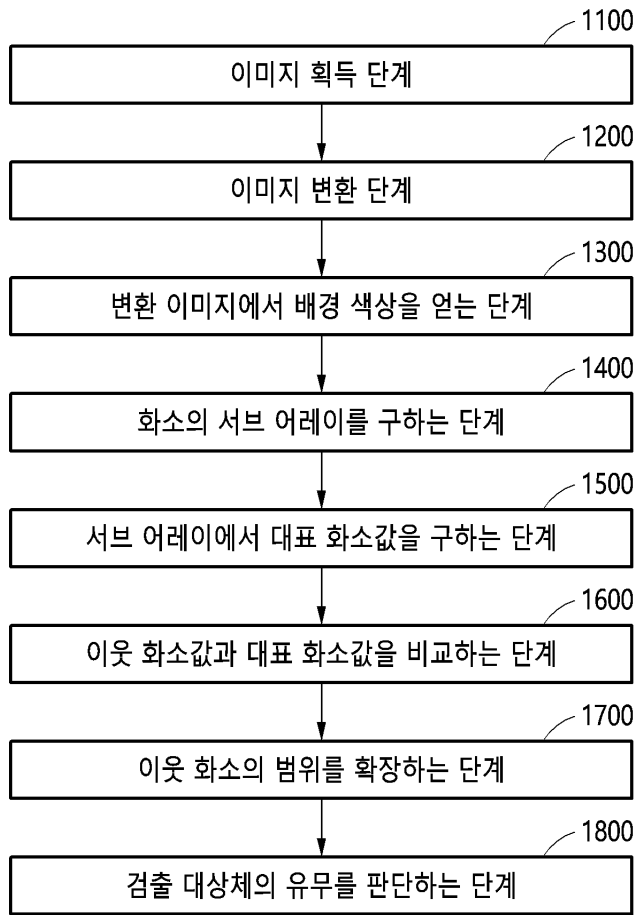 1100
이미지 획득 단계
1200
이미지 변환 단계
1300
변환 이미지에서 배경 색상을 얻는 단계
1400
화소의 서브 어레이를 구하는 단계
1500
서브 어레이에서 대표 화소값을 구하는 단계
1600
이웃 화소값과 대표 화소값을 비교하는 단계
1700
이웃 화소의 범위를 확장하는 단계
1800
검출 대상체의 유무를 판단하는 단계